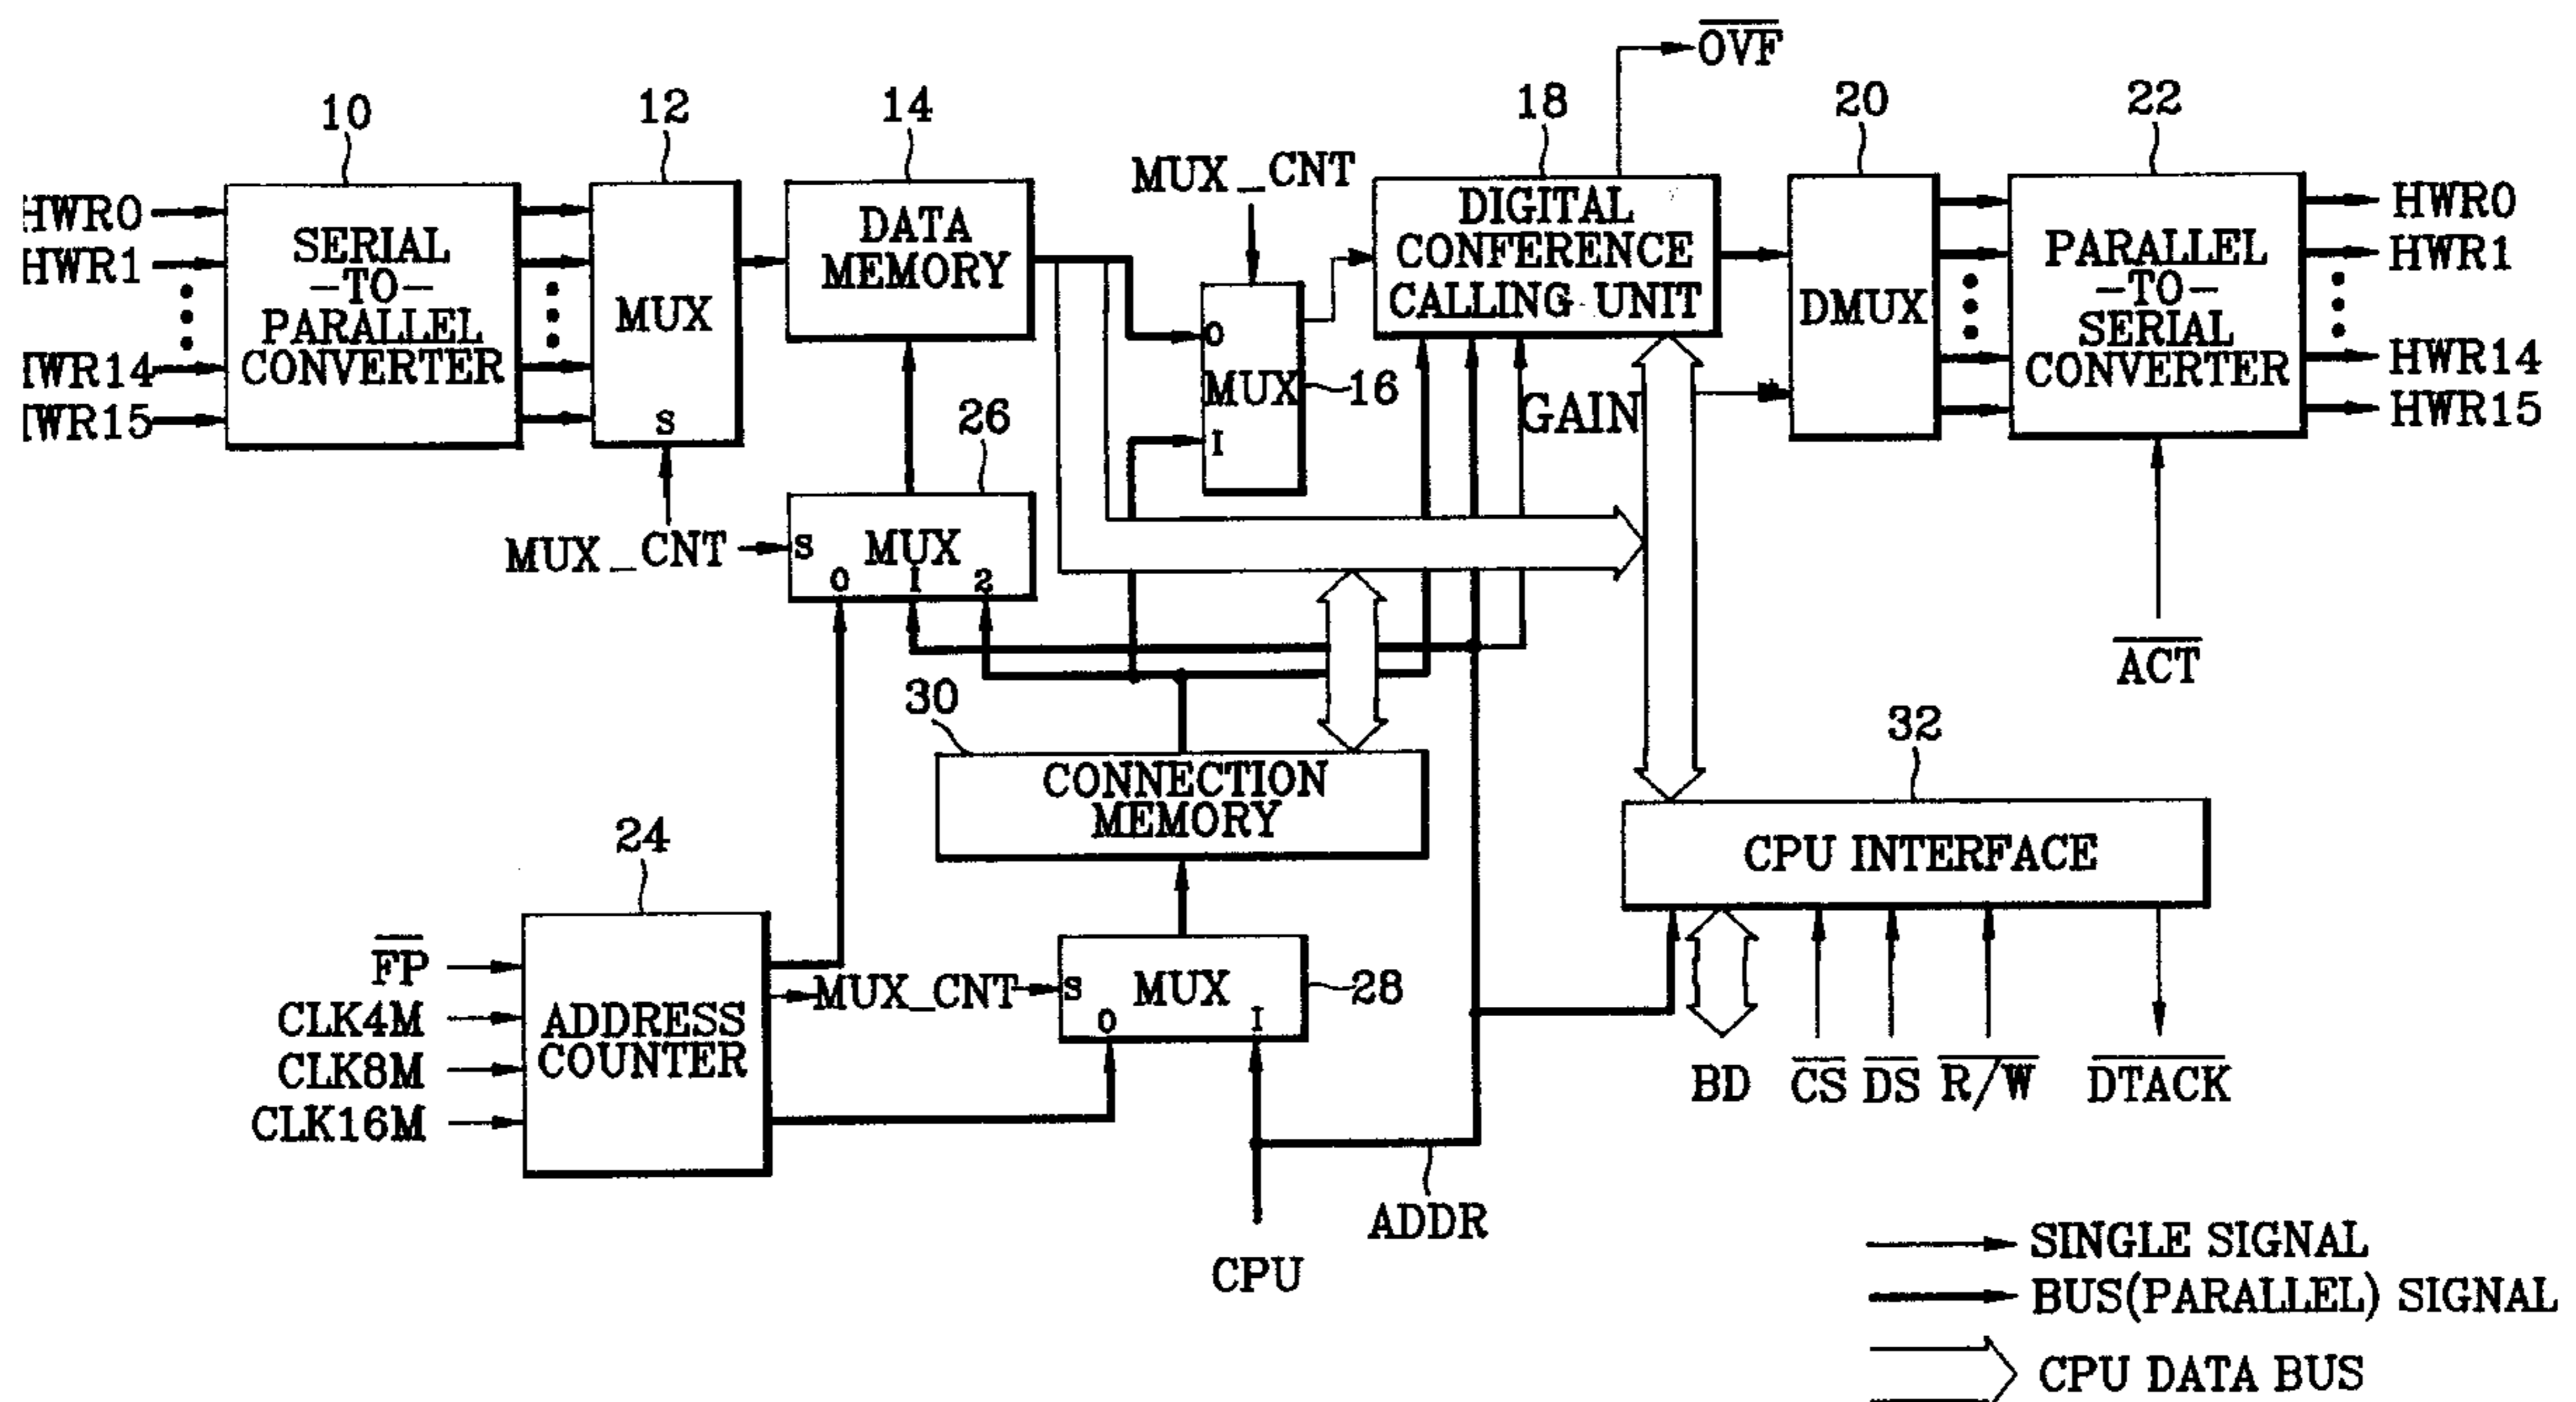 OVF
10
12
14
18
20
22
MUX_CNT
HWR0
HWR1
HWR14
HWR15
SERIAL
-TO-
PARALLEL
CONVERTER
MUX
S
DATA
MEMORY
0
MUX
I
16
DIGITAL
CONFERENCE
CALLING UNIT
GAIN
DMUX
PARALLEL
-TO-
SERIAL
CONVERTER
HWR0
HWR1
HWR14
HWR15
26
MUX_CNT
S
MUX
0
I
2
ACT
30
CONNECTION
MEMORY
32
CPU INTERFACE
24
FP
CLK4M
CLK8M
CLK16M
ADDRESS
COUNTER
MUX_CNT
S
MUX
0
I
28
BD
CS
DS
R/W
DTACK
ADDR
CPU
SINGLE SIGNAL
BUS(PARALLEL) SIGNAL
CPU DATA BUS